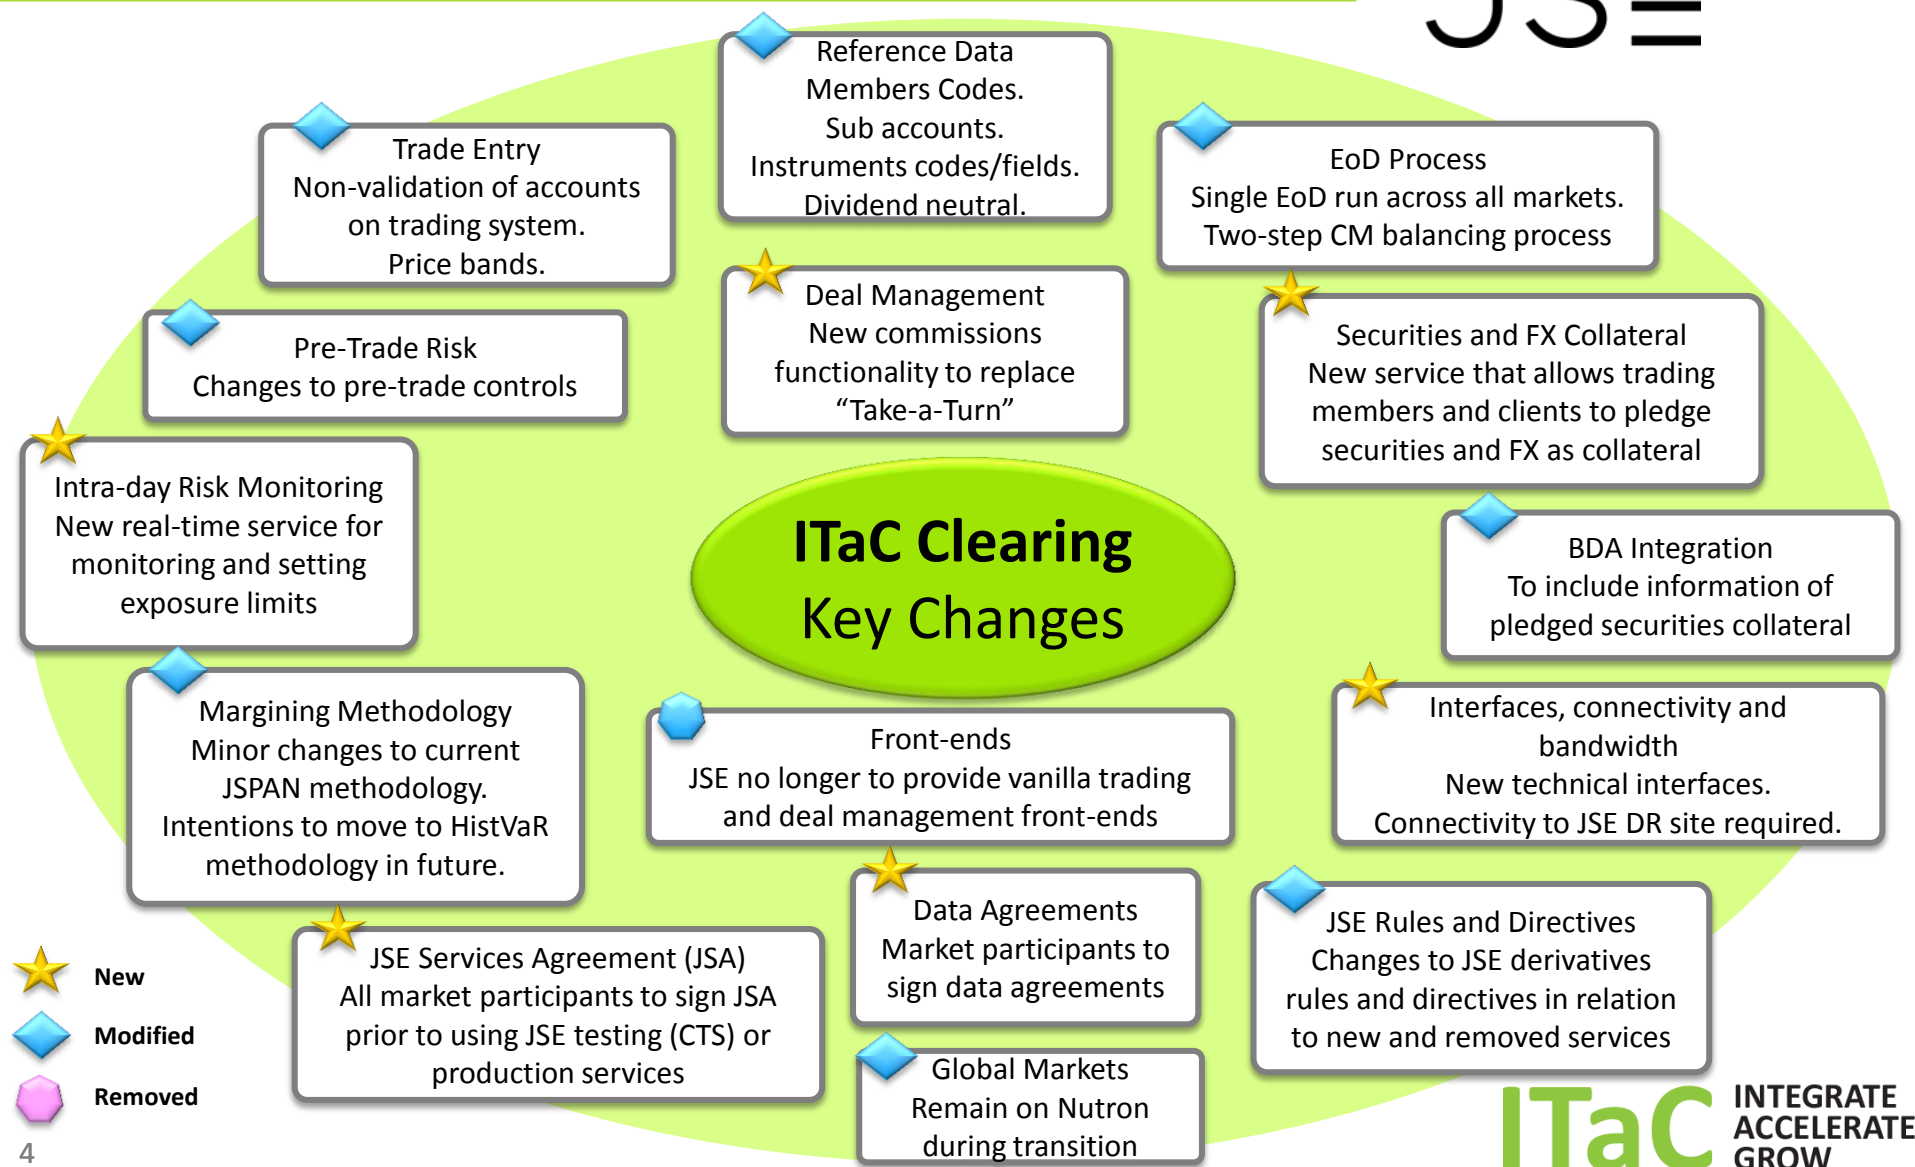 JSE
Reference Data
Members Codes.
Sub accounts.
Instruments codes/fields.
Dividend neutral.
Trade Entry
Non-validation of accounts
on trading system.
Price bands.
EoD Process
Single EoD run across all markets.
Two-step CM balancing process
Deal Management
New commissions
functionality to replace
“Take-a-Turn”
Securities and FX Collateral
New service that allows trading
members and clients to pledge
securities and FX as collateral
Pre-Trade Risk
Changes to pre-trade controls
Intra-day Risk Monitoring
New real-time service for
monitoring and setting
exposure limits
ITaC Clearing
Key Changes
BDA Integration
To include information of
pledged securities collateral
Margining Methodology
Minor changes to current
JSPAN methodology.
Intentions to move to HistVaR
methodology in future.
Front-ends
JSE no longer to provide vanilla trading
and deal management front-ends
Interfaces, connectivity and
bandwidth
New technical interfaces.
Connectivity to JSE DR site required.
Data Agreements
Market participants to
sign data agreements
JSE Rules and Directives
Changes to JSE derivatives
rules and directives in relation
to new and removed services
JSE Services Agreement (JSA)
All market participants to sign JSA
prior to using JSE testing (CTS) or
production services
Global Markets
Remain on Nutron
during transition
New
Modified
Removed
4
ITaC
INTEGRATE
ACCELERATE
GROW